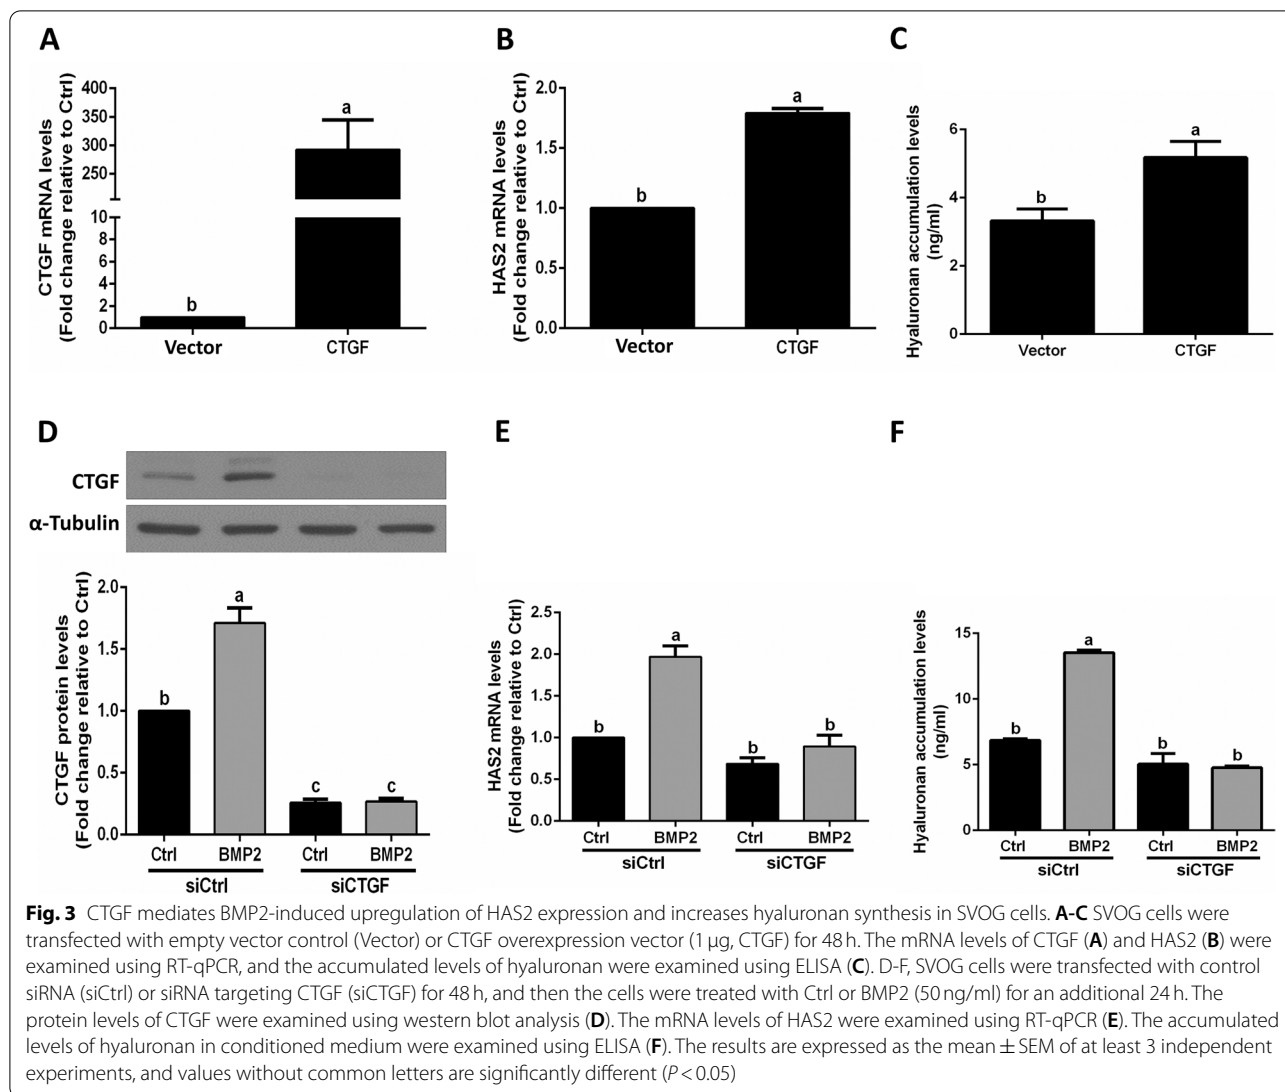 A
CTGF mRNA levels
(Fold change relative to Ctrl)
400
350
300
250
10
8
6
4
2
0
b
a
Vector
CTGF
B
HAS2 mRNA levels
(Fold change relative to Ctrl)
2.0
1.5
1.0
0.5
0.0
b
a
Vector
CTGF
C
Hyaluronan accumulation levels
(ng/ml)
6
4
2
0
b
a
Vector
CTGF
D
CTGF
α-Tubulin
CTGF protein levels
(Fold change relative to Ctrl)
2.0
1.5
1.0
0.5
0.0
b
a
c
c
Ctrl
BMP2
Ctrl
BMP2
siCtrl
siCTGF
E
HAS2 mRNA levels
(Fold change relative to Ctrl)
2.5
2.0
1.5
1.0
0.5
0.0
b
a
b
b
Ctrl
BMP2
Ctrl
BMP2
siCtrl
siCTGF
F
Hyaluronan accumulation levels
(ng/ml)
15
10
5
0
b
a
b
b
Ctrl
BMP2
Ctrl
BMP2
siCtrl
siCTGF
Fig. 3 CTGF mediates BMP2-induced upregulation of HAS2 expression and increases hyaluronan synthesis in SVOG cells. A-C SVOG cells were
transfected with empty vector control (Vector) or CTGF overexpression vector (1 μg, CTGF) for 48 h. The mRNA levels of CTGF (A) and HAS2 (B) were
examined using RT-qPCR, and the accumulated levels of hyaluronan were examined using ELISA (C). D-F, SVOG cells were transfected with control
siRNA (siCtrl) or siRNA targeting CTGF (siCTGF) for 48 h, and then the cells were treated with Ctrl or BMP2 (50 ng/ml) for an additional 24 h. The
protein levels of CTGF were examined using western blot analysis (D). The mRNA levels of HAS2 were examined using RT-qPCR (E). The accumulated
levels of hyaluronan in conditioned medium were examined using ELISA (F). The results are expressed as the mean ± SEM of at least 3 independent
experiments, and values without common letters are significantly different (P < 0.05)